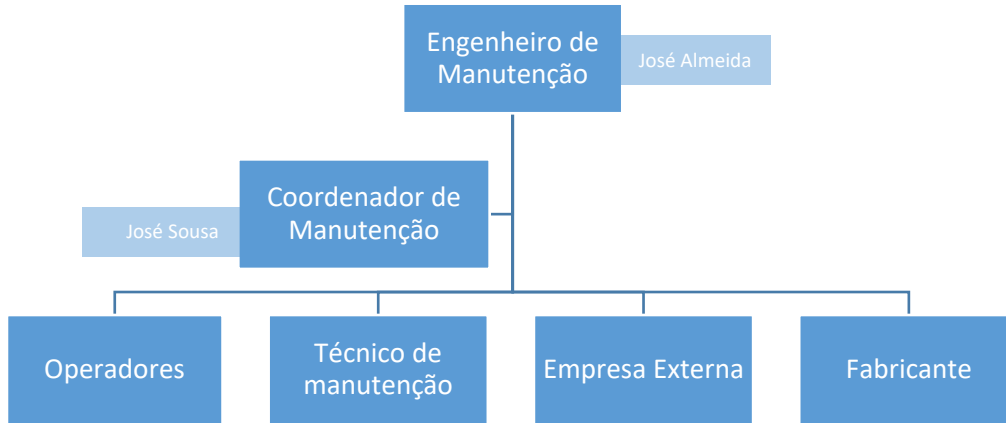 Engenheiro de
Manutenção
José Almeida
Coordenador de
Manutenção
José Sousa
Operadores
Técnico de
manutenção
Empresa Externa
Fabricante